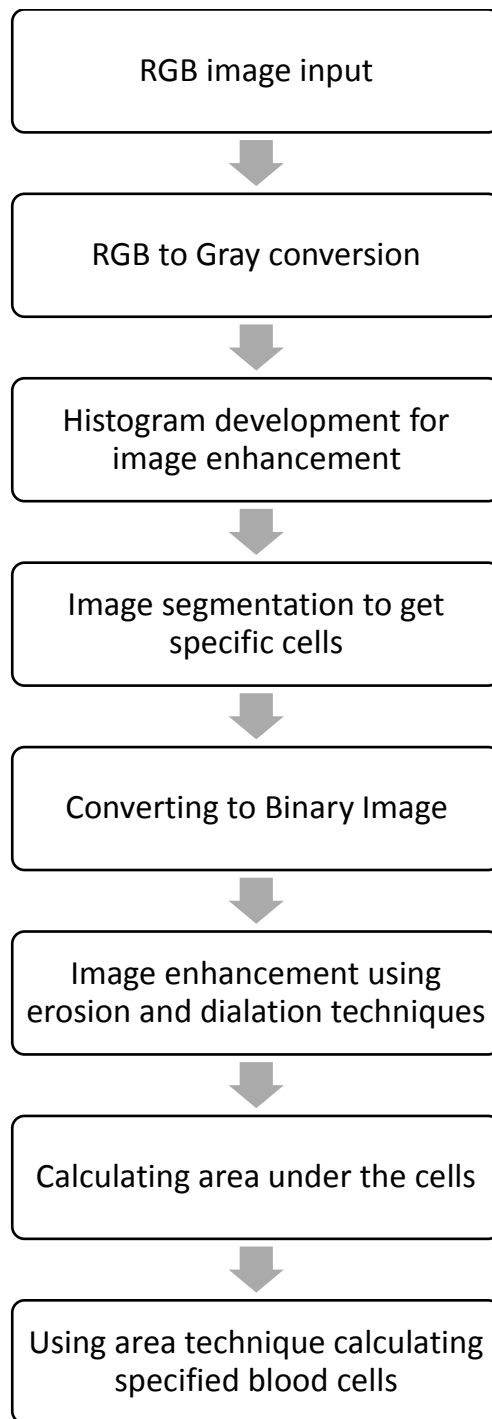 RGB image input
RGB to Gray conversion
Histogram development for
image enhancement
Image segmentation to get
specific cells
Converting to Binary Image
Image enhancement using
erosion and dialation techniques
Calculating area under the cells
Using area technique calculating
specified blood cells